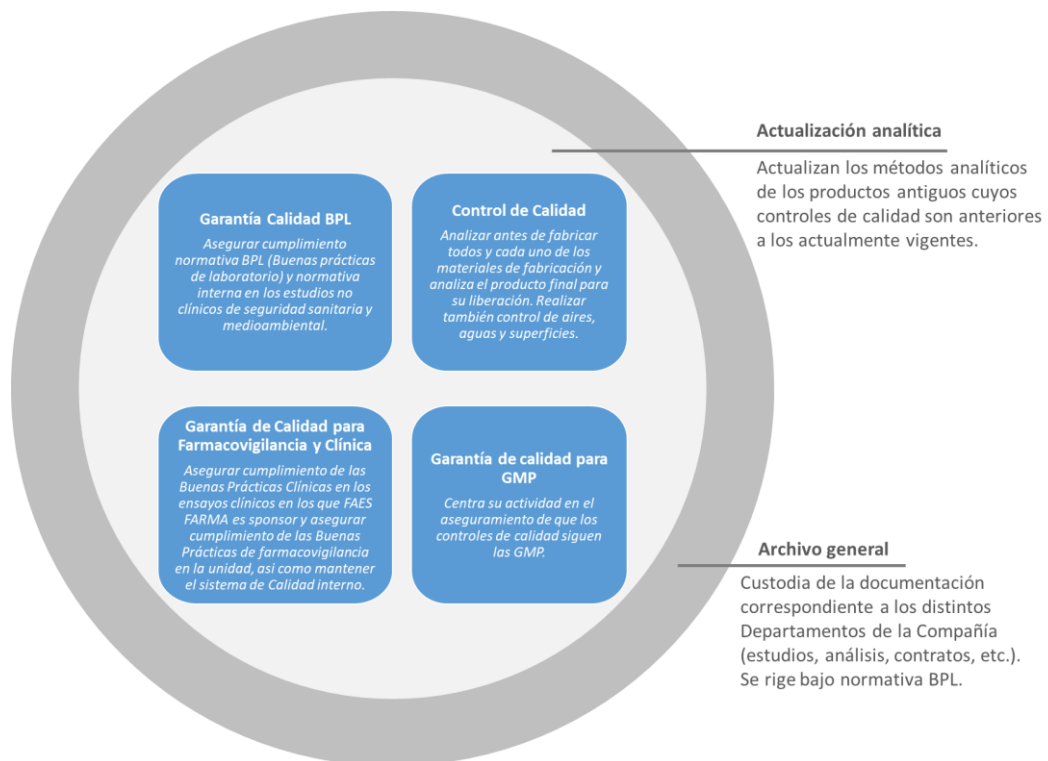 Actualización analítica
Actualizan los métodos analíticos
de los productos antiguos cuyos
controles de calidad son anteriores
a los actualmente vigentes.
Garantía Calidad BPL
Asegurar cumplimiento
normativa BPL (Buenas prácticas
de laboratorio) y normativa
interna en los estudios no
clínicos de seguridad sanitaria y
medioambiental.
Control de Calidad
Analizar antes de fabricar
todos y cada uno de los
materiales de fabricación y
analiza el producto final para
su liberación. Realizar
también control de aires,
aguas y superficies.
Garantía de Calidad para
Farmacovigilancia y Clínica
Asegurar cumplimiento de las
Buenas Prácticas Clínicas en los
ensayos clínicos en los que FAES
FARMA es sponsor y asegurar
cumplimiento de las Buenas
Prácticas de farmacovigilancia
en la unidad, asi como mantener
el sistema de Calidad interno.
Garantía de calidad para
GMP
Centra su actividad en el
aseguramiento de que los
controles de calidad siguen
las GMP.
Archivo general
Custodia de la documentación
correspondiente a los distintos
Departamentos de la Compañía
(estudios, análisis, contratos, etc.).
Se rige bajo normativa BPL.